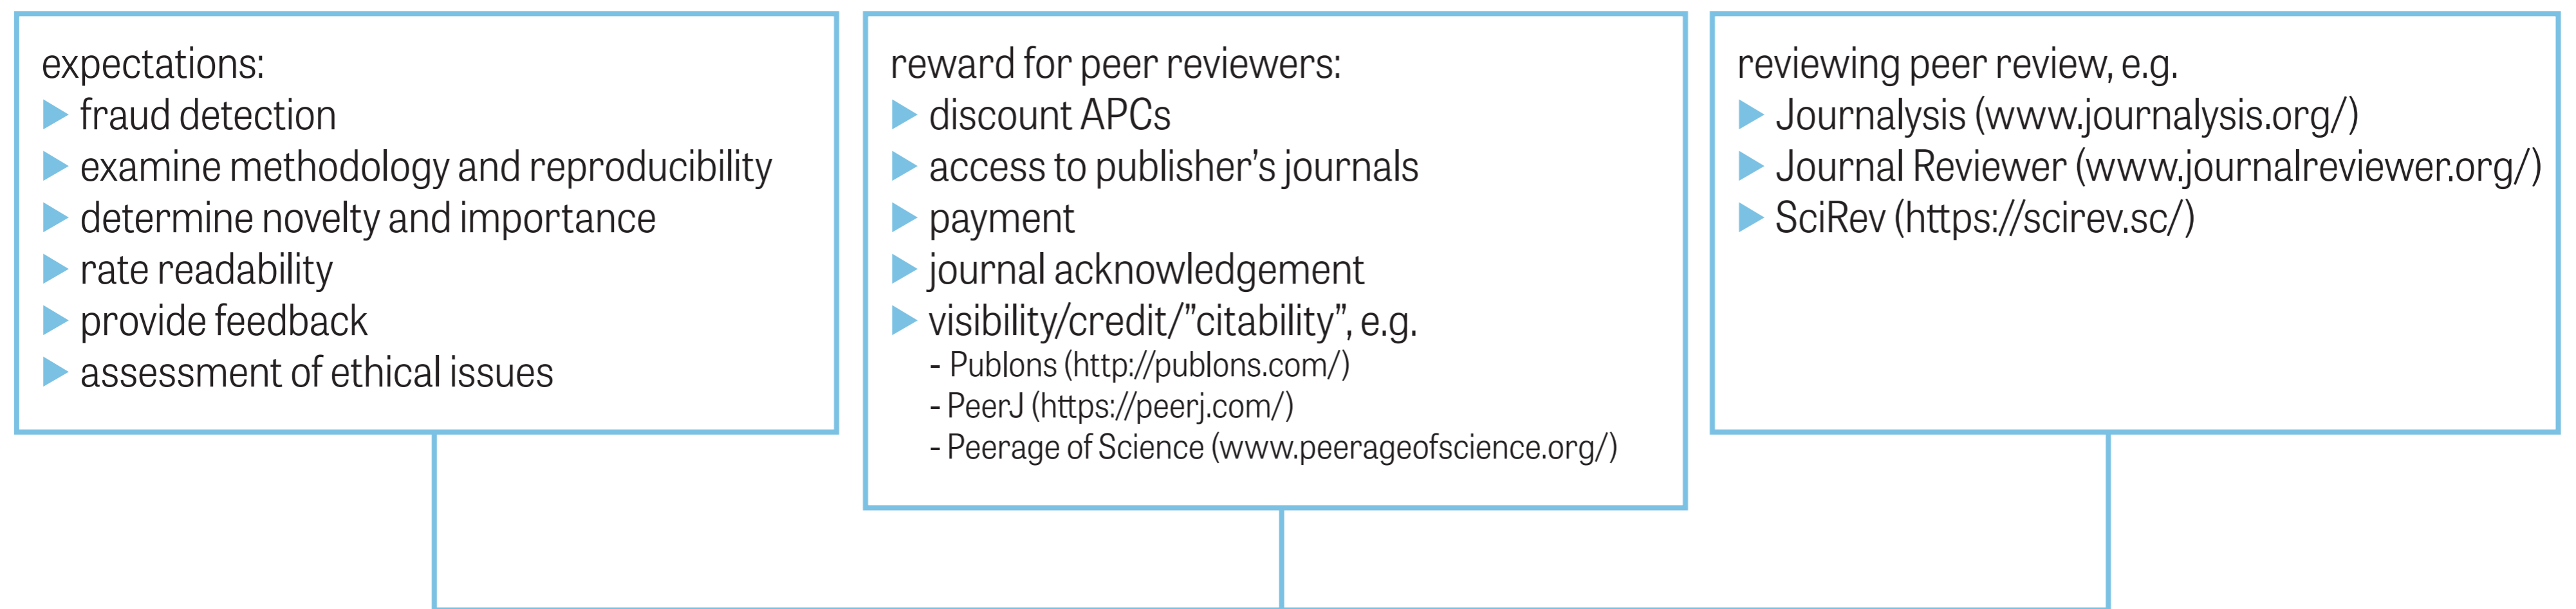 expectations:
▶ fraud detection
▶ examine methodology and reproducibility
▶ determine novelty and importance
▶ rate readability
▶ provide feedback
▶ assessment of ethical issues
reward for peer reviewers:
▶ discount APCs
▶ access to publisher’s journals
▶ payment
▶ journal acknowledgement
▶ visibility/credit/”citability”, e.g.
- Publons (http://publons.com/)
- PeerJ (https://peerj.com/)
- Peerage of Science (www.peerageofscience.org/)
reviewing peer review, e.g.
▶ Journalysis (www.journalysis.org/)
▶ Journal Reviewer (www.journalreviewer.org/)
▶ SciRev (https://scirev.sc/)